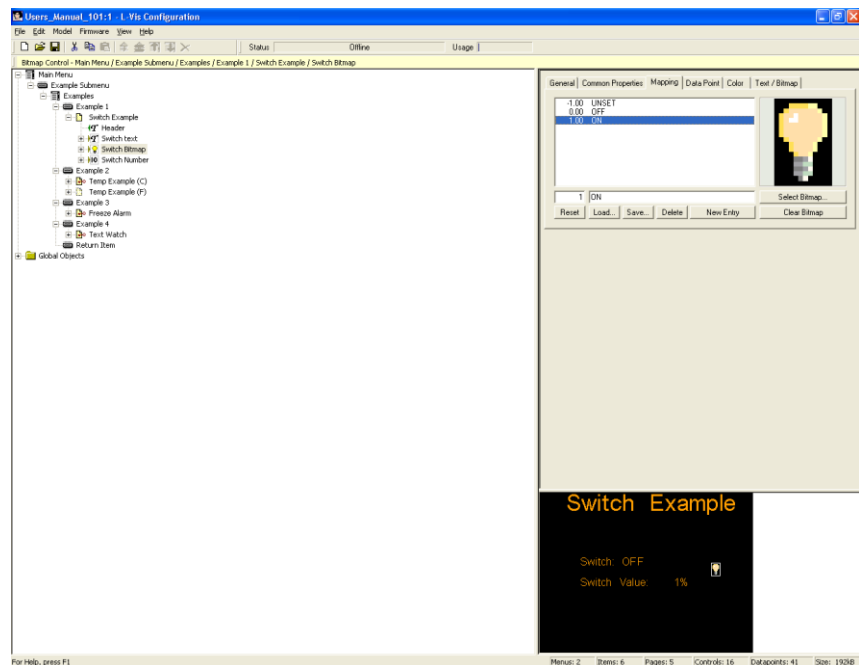 Users_Manual_101:1 - L-Vis Configuration
File Edit Model Firmware View Help
Status Offline Usage
Bitmap Control - Main Menu / Example Submenu / Examples / Example 1 / Switch Example / Switch Bitmap
Main Menu
Example Submenu
Examples
Example 1
Switch Example
Header
Switch text
Switch Bitmap
Switch Number
Example 2
Temp Example (C)
Temp Example (F)
Example 3
Freeze Alarm
Example 4
Text Watch
Return Item
Global Objects
General Common Properties Mapping Data Point Color Text / Bitmap
-1.00 UNSET
0.00 OFF
1.00 ON
1 ON
Select Bitmap...
Reset Load... Save... Delete New Entry Clear Bitmap
Switch Example
Switch: OFF
Switch Value: 1%
For Help, press F1
Menus: 2 Items: 6 Pages: 5 Controls: 16 Datapoints: 41 Size: 192kB